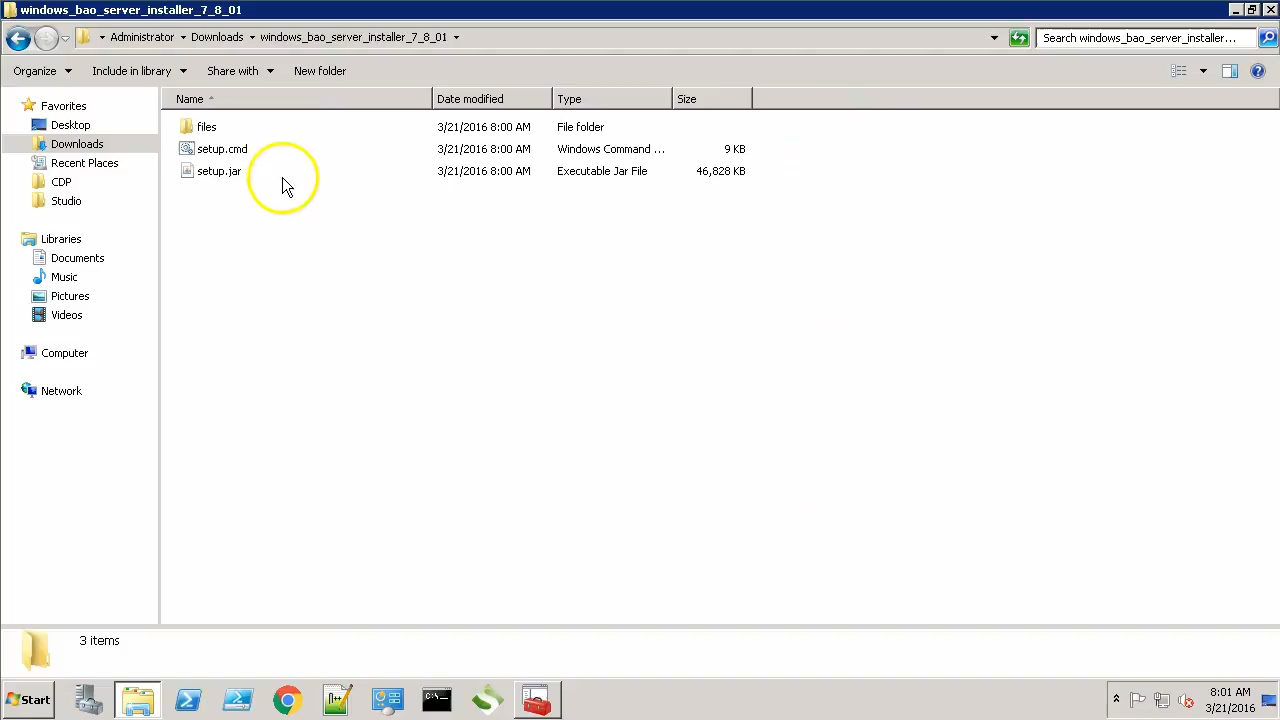 windows_bao_server_installer_7_8_01
Administrator Downloads windows_bao_server_installer_7_8_01 Search windows_bao_server_installer...
Organize Include in library Share with New folder
Name Date modified Type Size
Favorites
Desktop
Downloads
Recent Places
CDP
Studio
Libraries
Documents
Music
Pictures
Videos
Computer
Network
files 3/21/2016 8:00 AM File folder
setup.cmd 3/21/2016 8:00 AM Windows Command ... 9 KB
setup.jar 3/21/2016 8:00 AM Executable Jar File 46,828 KB
3 items
Start
8:01 AM
3/21/2016